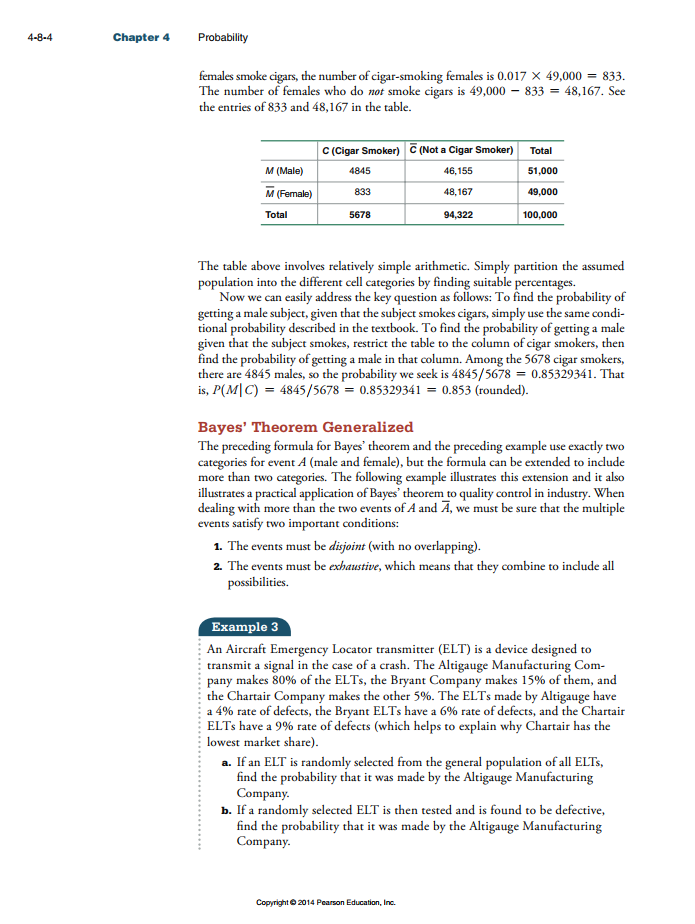 4-8-4 Chapter 4 Probability
females smoke cigars, the number of cigar-smoking females is 0.017 × 49,000 = 833.
The number of females who do not smoke cigars is 49,000 − 833 = 48,167. See
the entries of 833 and 48,167 in the table.
C (Cigar Smoker) C̅ (Not a Cigar Smoker) Total
M (Male) 4845 46,155 51,000
M̅ (Female) 833 48,167 49,000
Total 5678 94,322 100,000
The table above involves relatively simple arithmetic. Simply partition the assumed
population into the different cell categories by finding suitable percentages.
Now we can easily address the key question as follows: To find the probability of
getting a male subject, given that the subject smokes cigars, simply use the same condi-
tional probability described in the textbook. To find the probability of getting a male
given that the subject smokes, restrict the table to the column of cigar smokers, then
find the probability of getting a male in that column. Among the 5678 cigar smokers,
there are 4845 males, so the probability we seek is 4845/5678 = 0.85329341. That
is, P(M|C) = 4845/5678 = 0.85329341 = 0.853 (rounded).
Bayes’ Theorem Generalized
The preceding formula for Bayes’ theorem and the preceding example use exactly two
categories for event A (male and female), but the formula can be extended to include
more than two categories. The following example illustrates this extension and it also
illustrates a practical application of Bayes’ theorem to quality control in industry. When
dealing with more than the two events of A and A̅, we must be sure that the multiple
events satisfy two important conditions:
1. The events must be disjoint (with no overlapping).
2. The events must be exhaustive, which means that they combine to include all
possibilities.
Example 3
An Aircraft Emergency Locator transmitter (ELT) is a device designed to
transmit a signal in the case of a crash. The Altigauge Manufacturing Com-
pany makes 80% of the ELTs, the Bryant Company makes 15% of them, and
the Chartair Company makes the other 5%. The ELTs made by Altigauge have
a 4% rate of defects, the Bryant ELTs have a 6% rate of defects, and the Chartair
ELTs have a 9% rate of defects (which helps to explain why Chartair has the
lowest market share).
a. If an ELT is randomly selected from the general population of all ELTs,
find the probability that it was made by the Altigauge Manufacturing
Company.
b. If a randomly selected ELT is then tested and is found to be defective,
find the probability that it was made by the Altigauge Manufacturing
Company.
Copyright © 2014 Pearson Education, Inc.